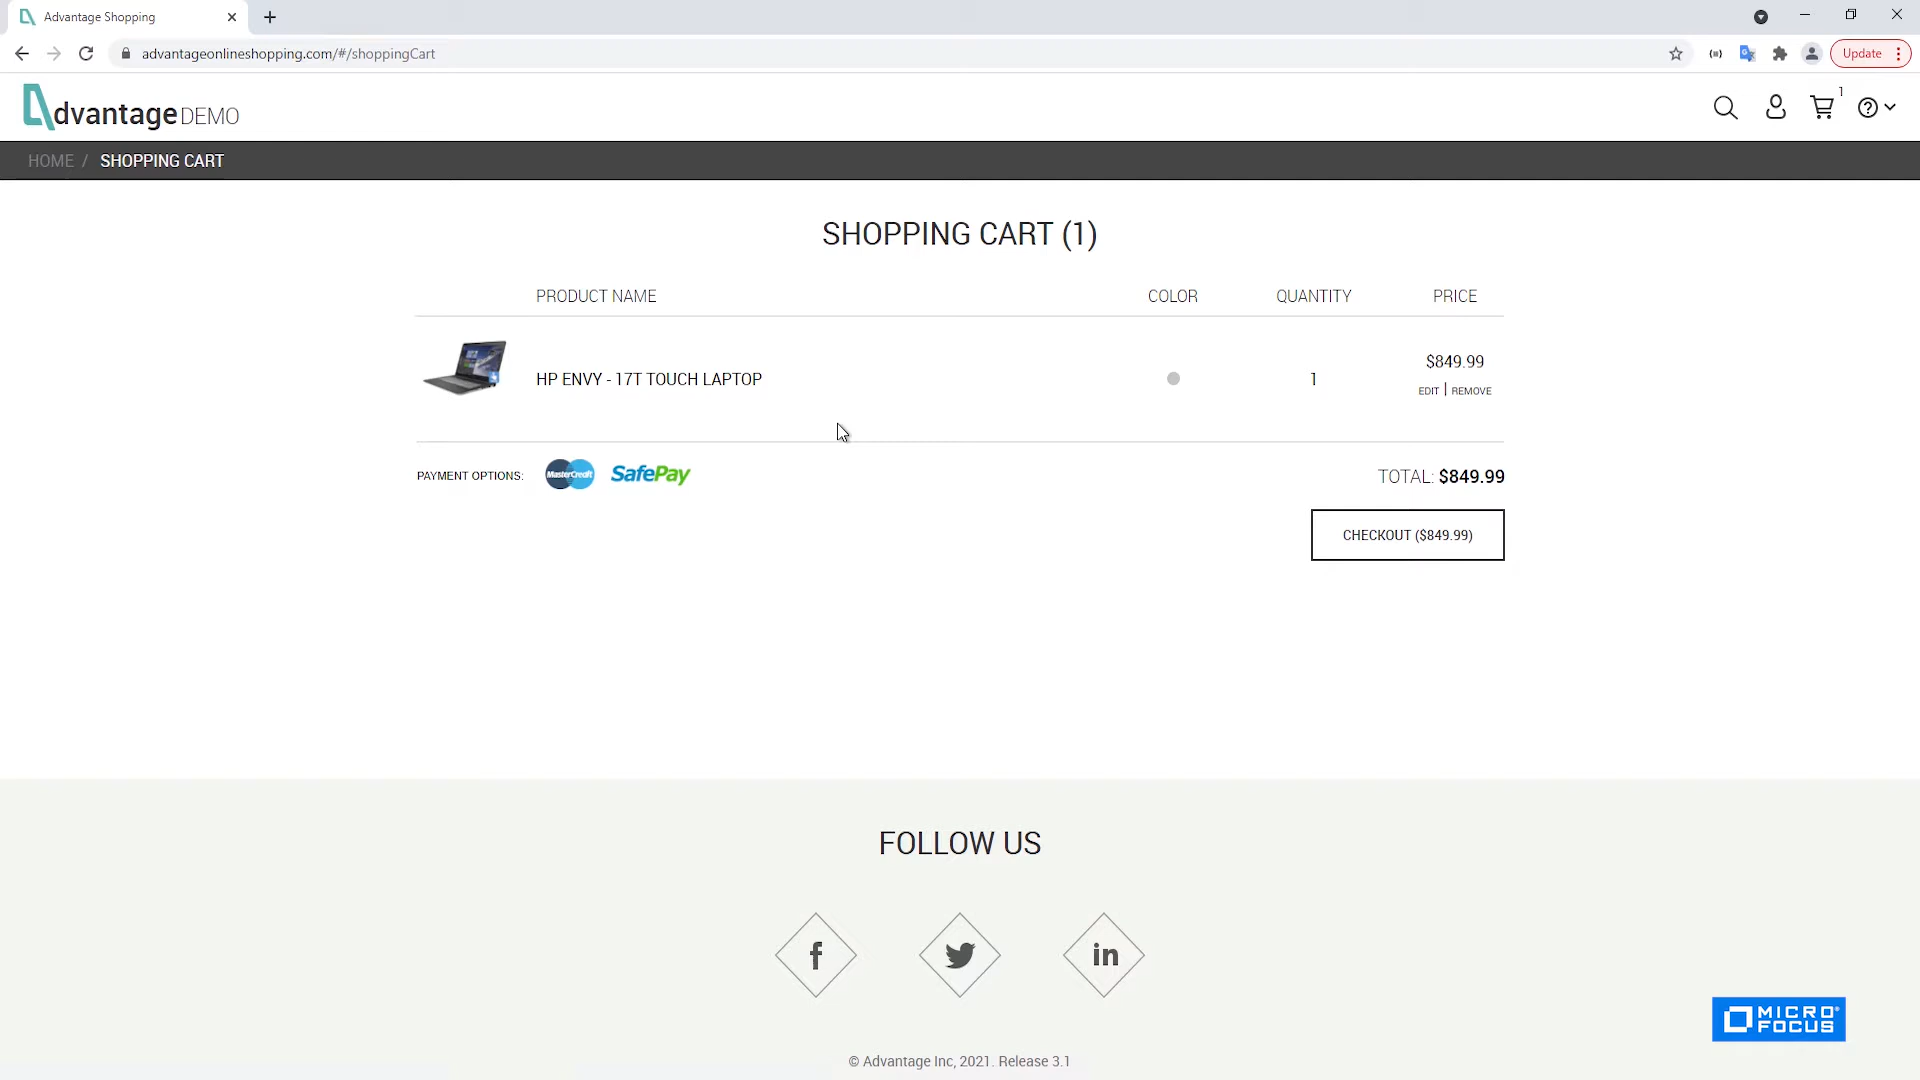 Advantage Shopping
advantageonlineshopping.com/#/shoppingCart
Update
dvantage DEMO
1
HOME / SHOPPING CART
SHOPPING CART (1)
PRODUCT NAME COLOR QUANTITY PRICE
HP ENVY - 17T TOUCH LAPTOP 1 $849.99
EDIT | REMOVE
PAYMENT OPTIONS: MasterCredit SafePay TOTAL: $849.99
CHECKOUT ($849.99)
FOLLOW US
f in
MICRO
FOCUS
© Advantage Inc, 2021. Release 3.1